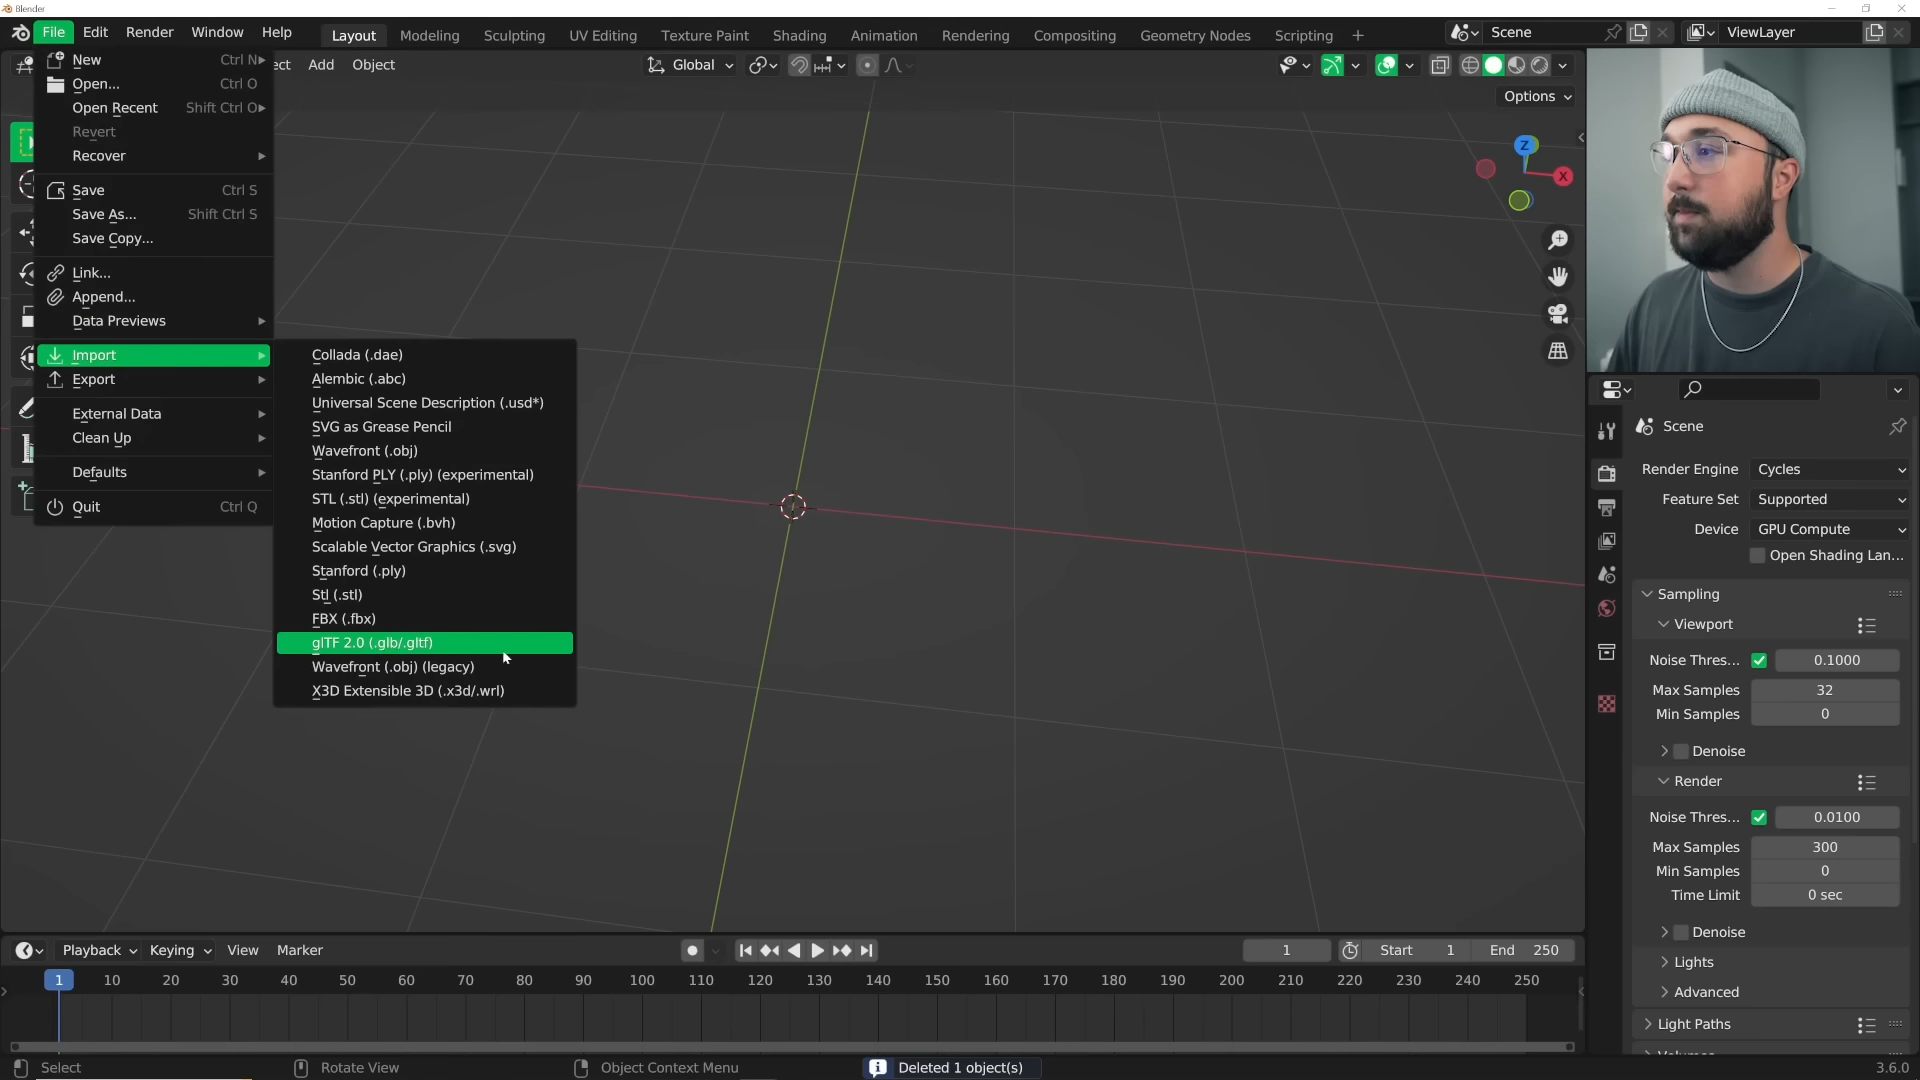 Blender
File Edit Render Window Help Layout Modeling Sculpting UV Editing Texture Paint Shading Animation Rendering Compositing Geometry Nodes Scripting + Scene ViewLayer
ect Add Object Global
Options
New Ctrl N
Open... Ctrl O
Open Recent Shift Ctrl O
Revert
Recover
Save Ctrl S
Save As... Shift Ctrl S
Save Copy...
Link...
Append...
Data Previews
Import
Export
External Data
Clean Up
Defaults
Quit Ctrl Q
Collada (.dae)
Alembic (.abc)
Universal Scene Description (.usd*)
SVG as Grease Pencil
Wavefront (.obj)
Stanford PLY (.ply) (experimental)
STL (.stl) (experimental)
Motion Capture (.bvh)
Scalable Vector Graphics (.svg)
Stanford (.ply)
Stl (.stl)
FBX (.fbx)
glTF 2.0 (.glb/.gltf)
Wavefront (.obj) (legacy)
X3D Extensible 3D (.x3d/.wrl)
Z
X
Scene
Render Engine Cycles
Feature Set Supported
Device GPU Compute
Open Shading Lan...
Sampling
Viewport
Noise Thres... 0.1000
Max Samples 32
Min Samples 0
Denoise
Render
Noise Thres... 0.0100
Max Samples 300
Min Samples 0
Time Limit 0 sec
Denoise
Lights
Advanced
Light Paths
Playback Keying View Marker 1 Start 1 End 250
1 10 20 30 40 50 60 70 80 90 100 110 120 130 140 150 160 170 180 190 200 210 220 230 240 250
Select Rotate View Object Context Menu Deleted 1 object(s) 3.6.0